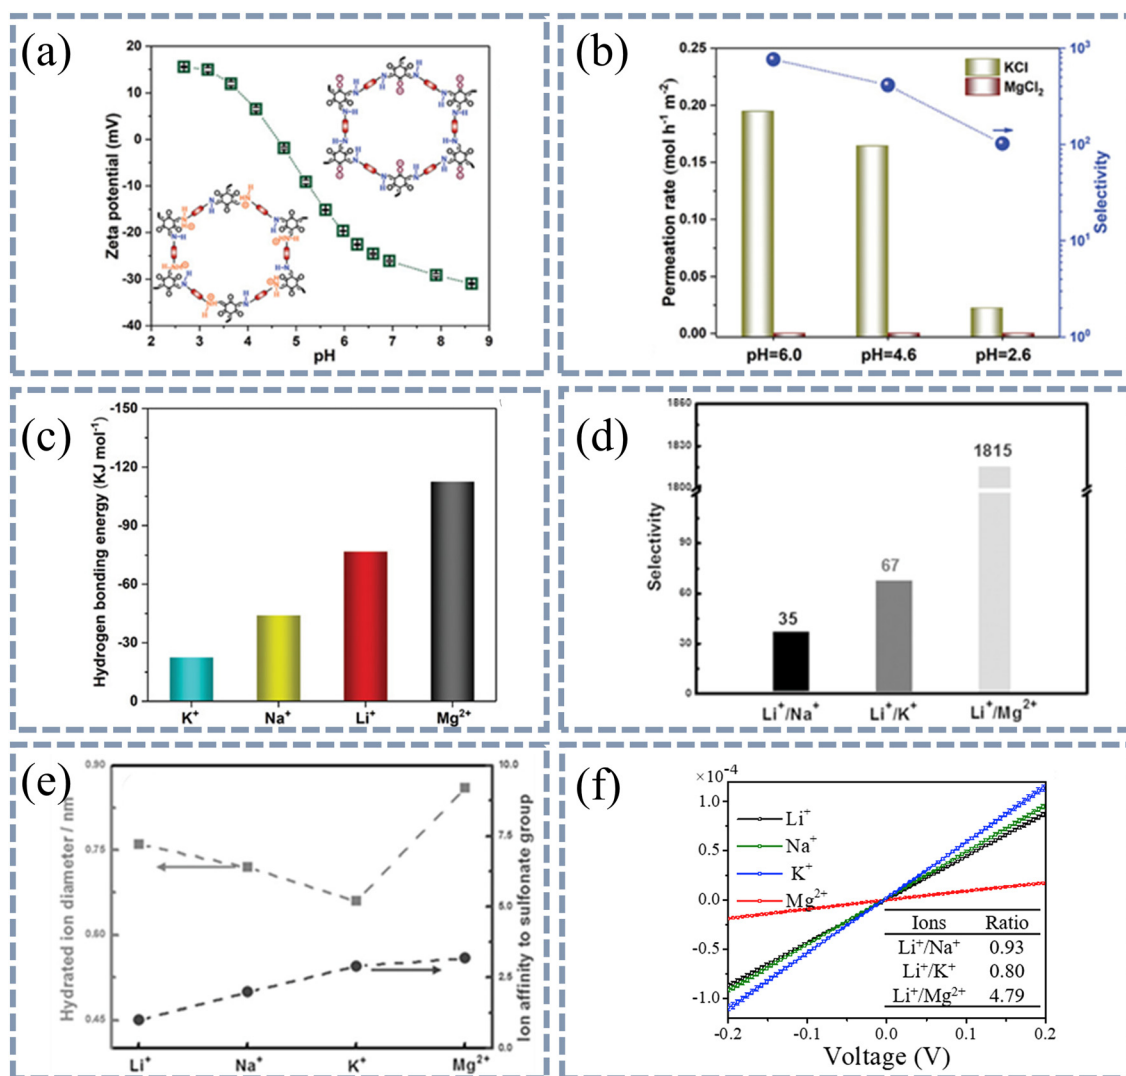 (a)
20
10
0
-10
-20
-30
-40
Zeta potential (mV)
2 3 4 5 6 7 8 9
pH
(b)
0.25
0.20
0.15
0.10
0.05
0.00
Permeation rate (mol h⁻¹ m⁻²)
KCl
MgCl₂
10³
10²
10¹
10⁰
Selectivity
pH=6.0 pH=4.6 pH=2.6
(c)
-150
-120
-90
-60
-30
0
Hydrogen bonding energy (KJ mol⁻¹)
K⁺ Na⁺ Li⁺ Mg²⁺
(d)
1860
1830
1800
90
60
30
0
Selectivity
35
67
1815
Li⁺/Na⁺ Li⁺/K⁺ Li⁺/Mg²⁺
(e)
0.90
0.75
0.60
0.45
Hydrated ion diameter / nm
10.0
7.5
5.0
2.5
0.0
Ion affinity to sulfonate group
Li⁺ Na⁺ K⁺ Mg²⁺
(f)
×10⁻⁴
1.0
0.5
0.0
-0.5
-1.0
Li⁺
Na⁺
K⁺
Mg²⁺
Ions Ratio
Li⁺/Na⁺ 0.93
Li⁺/K⁺ 0.80
Li⁺/Mg²⁺ 4.79
-0.2 -0.1 0.0 0.1 0.2
Voltage (V)